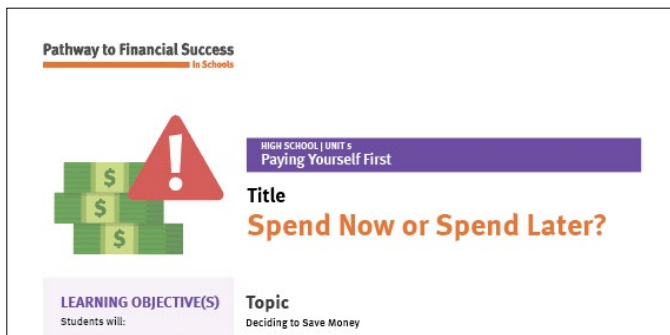 Pathway to Financial Success
in Schools
!
HIGH SCHOOL | UNIT 5
Paying Yourself First
$
$
$
Title
Spend Now or Spend Later?
LEARNING OBJECTIVE(S)
Students will:
Topic
Deciding to Save Money